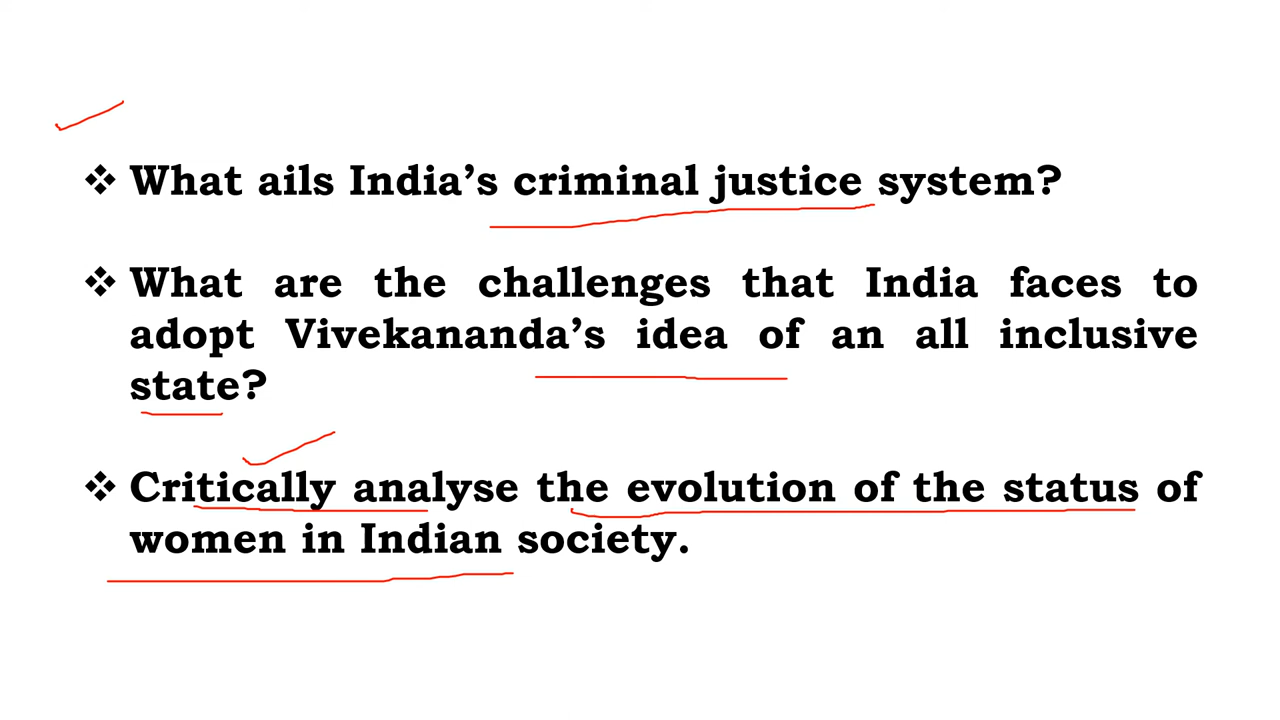 ❖ What ails India’s criminal justice system?
❖ What are the challenges that India faces to
adopt Vivekananda’s idea of an all inclusive
state?
❖ Critically analyse the evolution of the status of
women in Indian society.